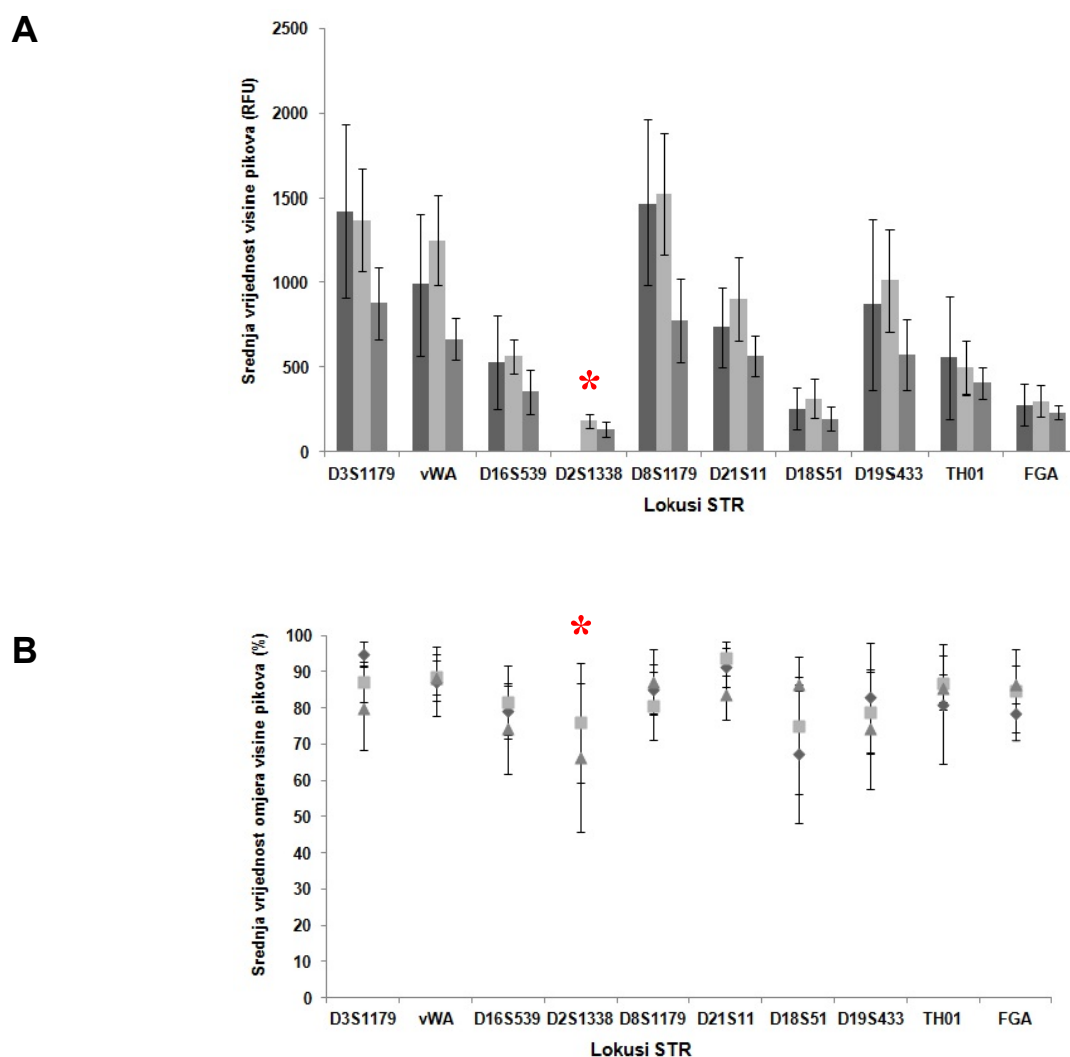 A
Srednja vrijednost visine pikova (RFU)
2500
2000
1500
1000
500
0
*
D3S1179 vWA D16S539 D2S1338 D8S1179 D21S11 D18S51 D19S433 TH01 FGA
Lokusi STR
B
Srednja vrijednost omjera visine pikova (%)
100
90
80
70
60
50
40
30
20
10
0
*
D3S1179 vWA D16S539 D2S1338 D8S1179 D21S11 D18S51 D19S433 TH01 FGA
Lokusi STR